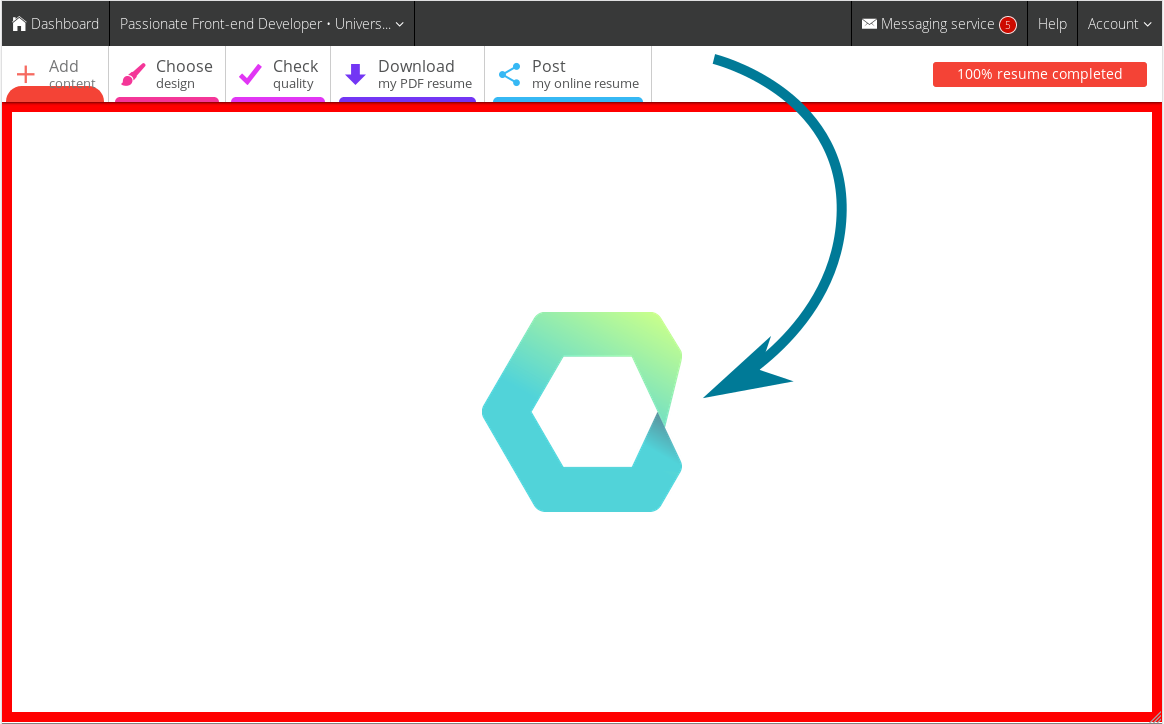 Dashboard
Passionate Front-end Developer • Univers...
Messaging service 5
Help
Account
Add
content
Choose
design
Check
quality
Download
my PDF resume
Post
my online resume
100% resume completed